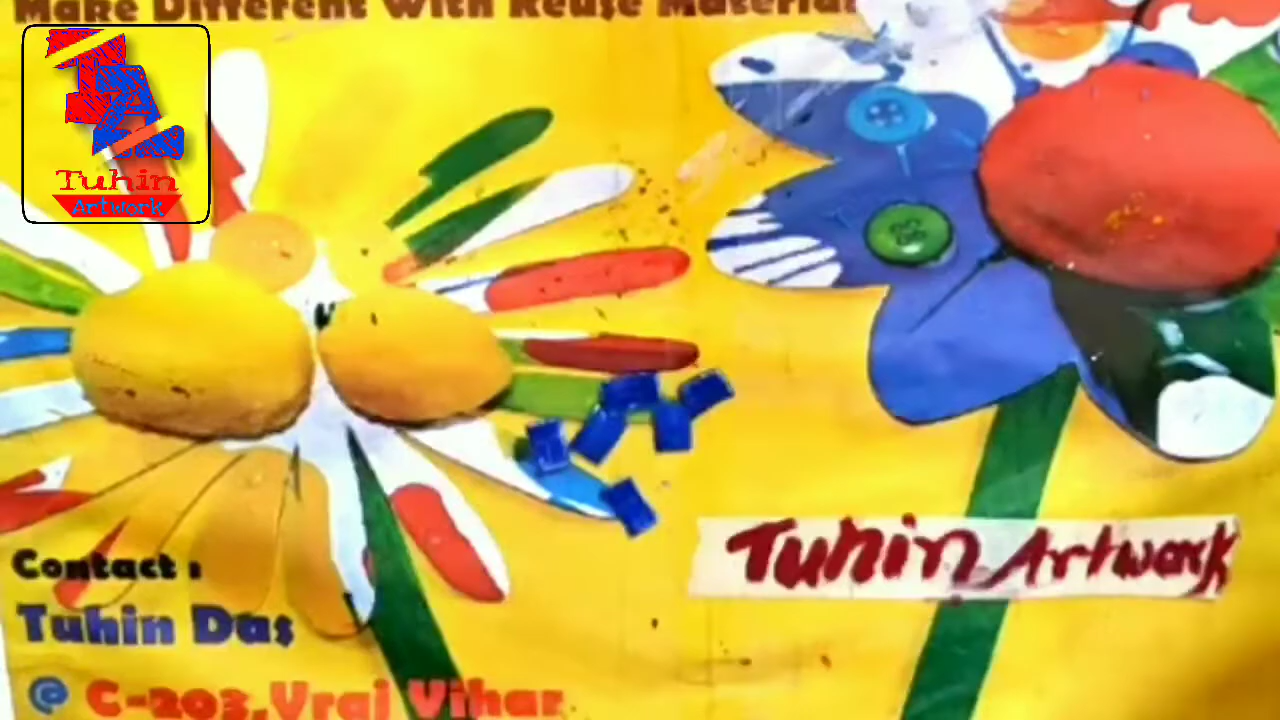 Make Different With Reuse Material
Tuhin
Artwork
Tuhin Artwork
Contact :
Tuhin Das
@ C-203,Vraj Vihar